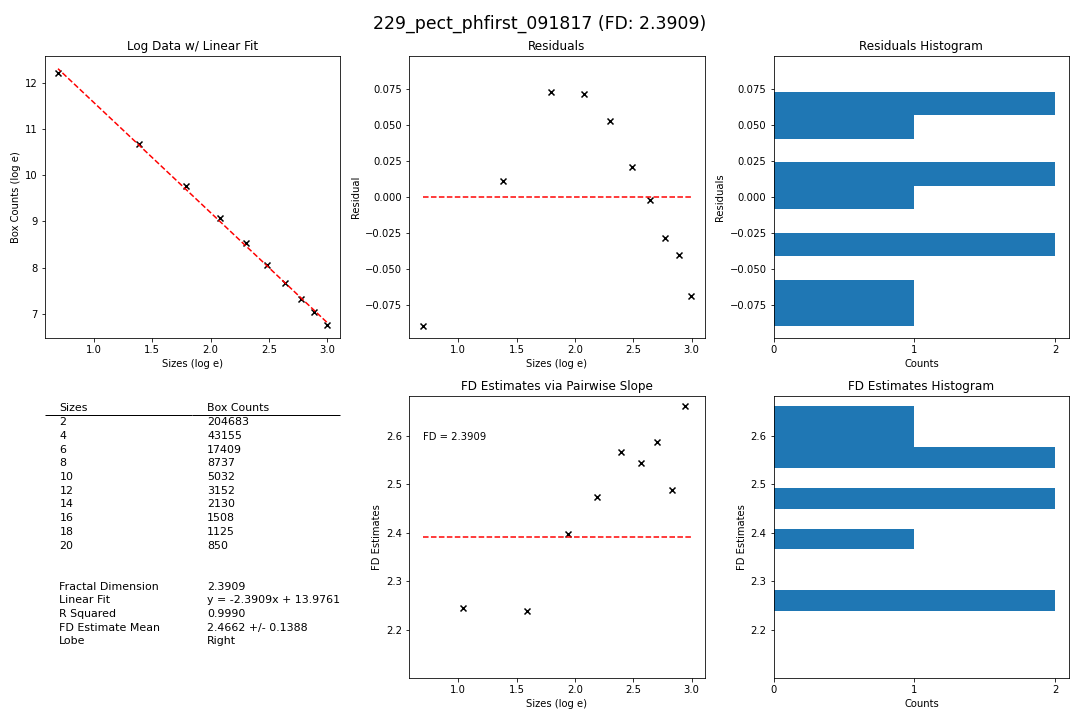 229_pect_phfirst_091817 (FD: 2.3909)
Log Data w/ Linear Fit
12
11
10
9
8
7
Box Counts (log e)
1.0 1.5 2.0 2.5 3.0
Sizes (log e)
Residuals
0.075
0.050
0.025
0.000
−0.025
−0.050
−0.075
Residual
1.0 1.5 2.0 2.5 3.0
Sizes (log e)
Residuals Histogram
0.075
0.050
0.025
0.000
−0.025
−0.050
−0.075
Residuals
0 1 2
Counts
Sizes Box Counts
2 204683
4 43155
6 17409
8 8737
10 5032
12 3152
14 2130
16 1508
18 1125
20 850
Fractal Dimension 2.3909
Linear Fit y = -2.3909x + 13.9761
R Squared 0.9990
FD Estimate Mean 2.4662 +/- 0.1388
Lobe Right
FD Estimates via Pairwise Slope
FD = 2.3909
2.6
2.5
2.4
2.3
2.2
FD Estimates
1.0 1.5 2.0 2.5 3.0
Sizes (log e)
FD Estimates Histogram
2.6
2.5
2.4
2.3
2.2
FD Estimates
0 1 2
Counts